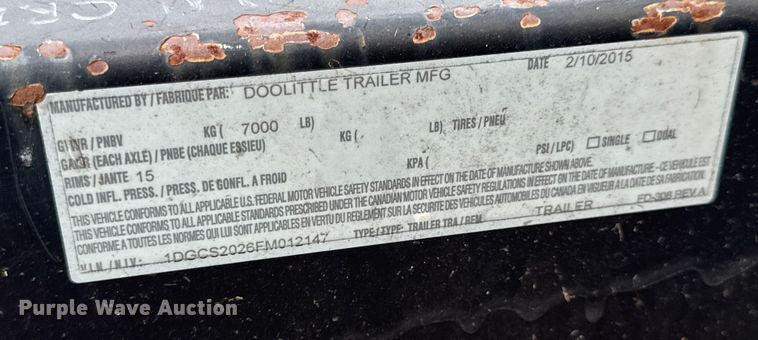 MANUFACTURED BY / FABRIQUE PAR: DOOLITTLE TRAILER MFG DATE 2/10/2015
GVWR / PNBV KG ( 7000 LB)
GAWR (EACH AXLE) / PNBE (CHAQUE ESSIEU) KG ( LB) TIRES / PNEU
RIMS / JANTE 15
COLD INFL. PRESS. / PRESS. DE GONFL. A FROID KPA ( PSI / LPC) SINGLE DUAL
THIS VEHICLE CONFORMS TO ALL APPLICABLE U.S. FEDERAL MOTOR VEHICLE SAFETY STANDARDS IN EFFECT ON THE DATE OF MANUFACTURE SHOWN ABOVE.
THIS VEHICLE CONFORMS TO ALL APPLICABLE STANDARDS PRESCRIBED UNDER THE CANADIAN MOTOR VEHICLE SAFETY REGULATIONS IN EFFECT ON THE DATE OF MANUFACTURE – CE VEHICULE EST
CONFORME A TOUTES LES NORMES QUI LUI SONT APPLICABLES EN VERTU DU REGLEMENT SUR LA SECURITE DES VEHICULES AUTOMOBILES DU CANADA EN VIGUEUR A LA DATE DE SA FABRICATION.
V.I.N. / N.I.V.: 1DGCS2026FM012147 TYPE / TYPE: TRAILER TRA / REM TRAILER FD-306 REV A
Purple Wave Auction